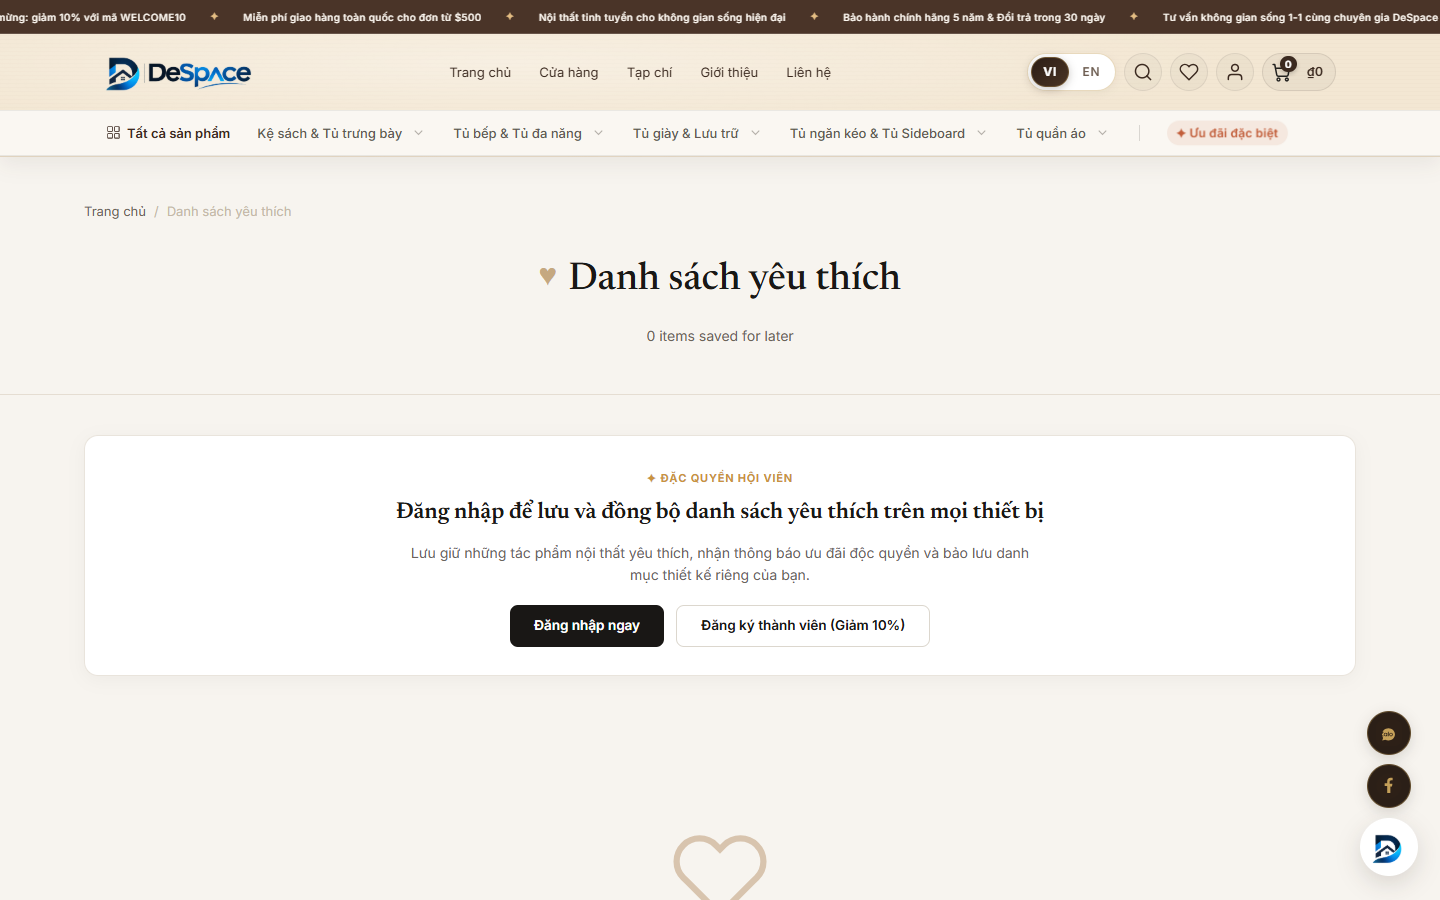 mừng: giảm 10% với mã WELCOME10 ✦ Miễn phí giao hàng toàn quốc cho đơn từ $500 ✦ Nội thất tinh tuyển cho không gian sống hiện đại ✦ Bảo hành chính hãng 5 năm & Đổi trả trong 30 ngày ✦ Tư vấn không gian sống 1-1 cùng chuyên gia DeSpace
DeSpace
Trang chủ Cửa hàng Tạp chí Giới thiệu Liên hệ
VI EN
0
₫0
Tất cả sản phẩm Kệ sách & Tủ trưng bày Tủ bếp & Tủ đa năng Tủ giày & Lưu trữ Tủ ngăn kéo & Tủ Sideboard Tủ quần áo ✦ Ưu đãi đặc biệt
Trang chủ / Danh sách yêu thích
♥ Danh sách yêu thích
0 items saved for later
✦ ĐẶC QUYỀN HỘI VIÊN
Đăng nhập để lưu và đồng bộ danh sách yêu thích trên mọi thiết bị
Lưu giữ những tác phẩm nội thất yêu thích, nhận thông báo ưu đãi độc quyền và bảo lưu danh
mục thiết kế riêng của bạn.
Đăng nhập ngay Đăng ký thành viên (Giảm 10%)